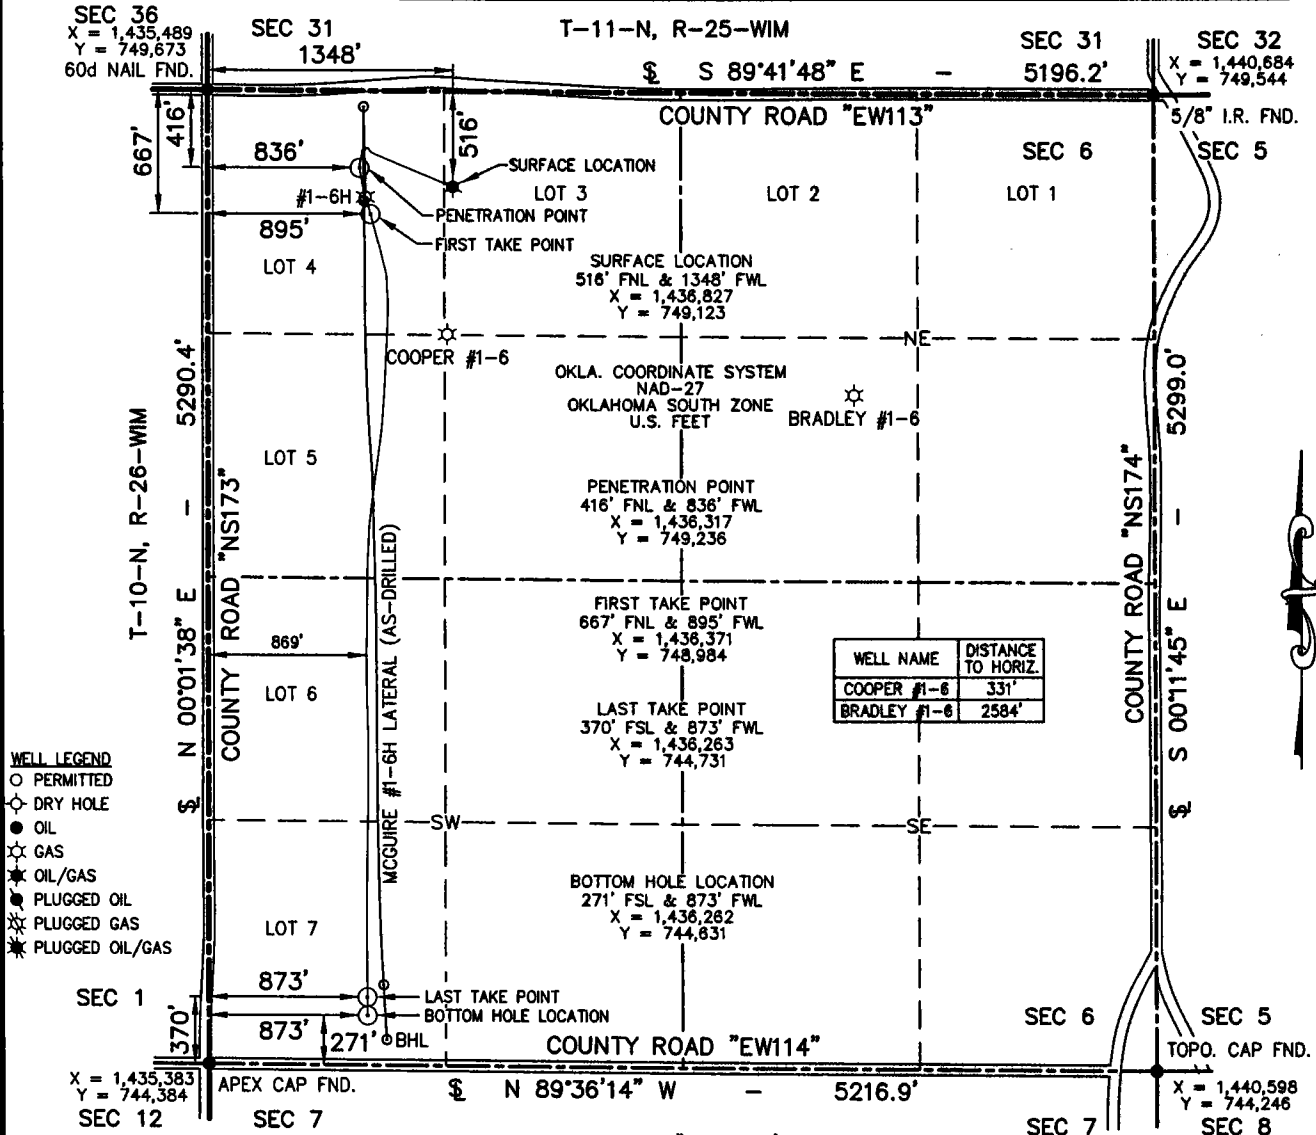 SEC 36
X = 1,435,489
Y = 749,673
60d NAIL FND.
SEC 31
1348'
T-11-N, R-25-WIM
S 89°41'48" E - 5196.2'
SEC 31
SEC 32
X = 1,440,684
Y = 749,544
5/8" I.R. FND.
COUNTY ROAD "EW113"
416'
667'
836'
516'
SURFACE LOCATION
#1-6H
PENETRATION POINT
895'
FIRST TAKE POINT
LOT 4
LOT 3
LOT 2
LOT 1
SEC 6
SEC 5
SURFACE LOCATION
516' FNL & 1348' FWL
X = 1,436,827
Y = 749,123
NE
COOPER #1-6
OKLA. COORDINATE SYSTEM
NAD-27
OKLAHOMA SOUTH ZONE
U.S. FEET
BRADLEY #1-6
T-10-N, R-26-WIM
N 00°01'38" E - 5290.4'
COUNTY ROAD "NS173"
LOT 5
PENETRATION POINT
416' FNL & 836' FWL
X = 1,436,317
Y = 749,236
COUNTY ROAD "NS174"
S 00°11'45" E - 5299.0'
MCGUIRE #1-6H LATERAL (AS-DRILLED)
FIRST TAKE POINT
667' FNL & 895' FWL
X = 1,436,371
Y = 748,984
869'
LOT 6
WELL NAME DISTANCE TO HORIZ.
COOPER #1-6 331'
BRADLEY #1-6 2584'
LAST TAKE POINT
370' FSL & 873' FWL
X = 1,436,263
Y = 744,731
WELL LEGEND
PERMITTED
DRY HOLE
OIL
GAS
OIL/GAS
PLUGGED OIL
PLUGGED GAS
PLUGGED OIL/GAS
SW
SE
BOTTOM HOLE LOCATION
271' FSL & 873' FWL
X = 1,436,262
Y = 744,631
LOT 7
SEC 1
873'
LAST TAKE POINT
370'
873'
BOTTOM HOLE LOCATION
271'
BHL
COUNTY ROAD "EW114"
SEC 6
SEC 5
TOPO. CAP FND.
X = 1,435,383
Y = 744,384
APEX CAP FND.
N 89°36'14" W - 5216.9'
X = 1,440,598
Y = 744,246
SEC 12
SEC 7
SEC 7
SEC 8